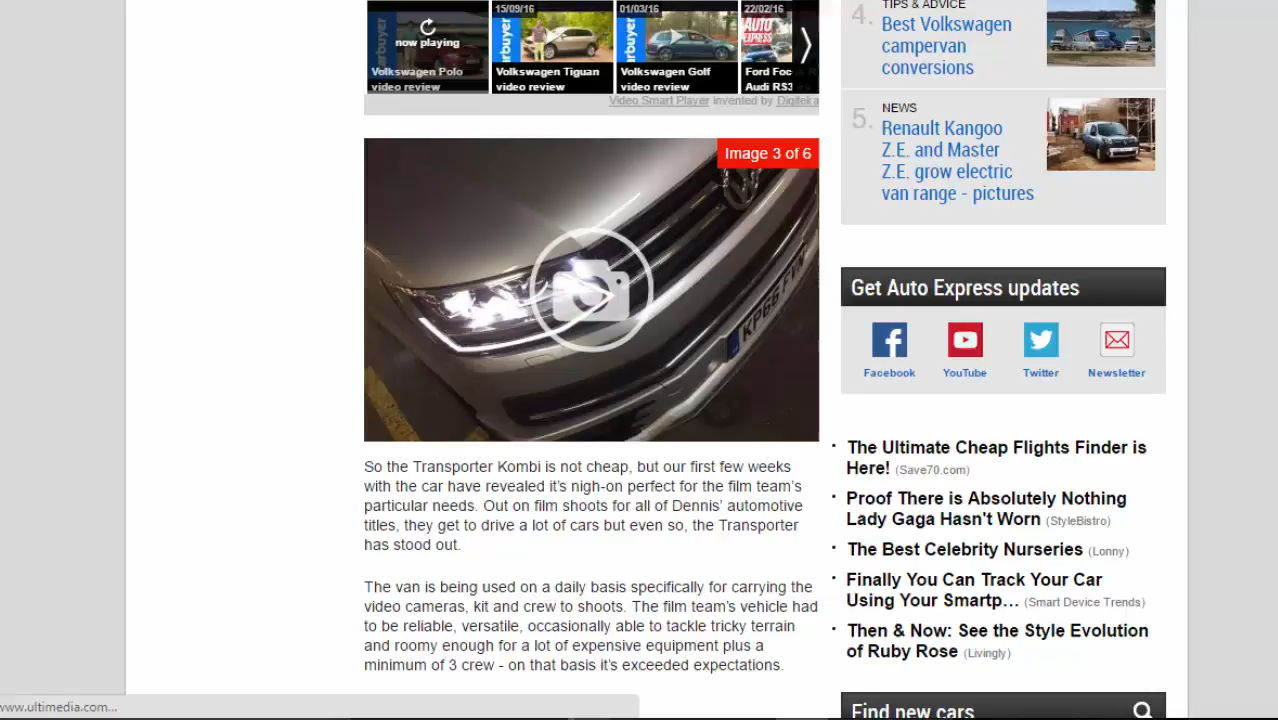 15/09/16
01/03/16
22/02/16
now playing
Volkswagen Polo
video review
Volkswagen Tiguan
video review
Volkswagen Golf
video review
Ford Foc
Audi RS3
Video Smart Player invented by Digiteka
Image 3 of 6
KP66 FVN
So the Transporter Kombi is not cheap, but our first few weeks
with the car have revealed it’s nigh-on perfect for the film team’s
particular needs. Out on film shoots for all of Dennis’ automotive
titles, they get to drive a lot of cars but even so, the Transporter
has stood out.
The van is being used on a daily basis specifically for carrying the
video cameras, kit and crew to shoots. The film team’s vehicle had
to be reliable, versatile, occasionally able to tackle tricky terrain
and roomy enough for a lot of expensive equipment plus a
minimum of 3 crew - on that basis it’s exceeded expectations.
4.
TIPS & ADVICE
Best Volkswagen
campervan
conversions
5.
NEWS
Renault Kangoo
Z.E. and Master
Z.E. grow electric
van range - pictures
Get Auto Express updates
Facebook
YouTube
Twitter
Newsletter
The Ultimate Cheap Flights Finder is
Here! (Save70.com)
Proof There is Absolutely Nothing
Lady Gaga Hasn't Worn (StyleBistro)
The Best Celebrity Nurseries (Lonny)
Finally You Can Track Your Car
Using Your Smartp… (Smart Device Trends)
Then & Now: See the Style Evolution
of Ruby Rose (Livingly)
Find new cars
www.ultimedia.com...